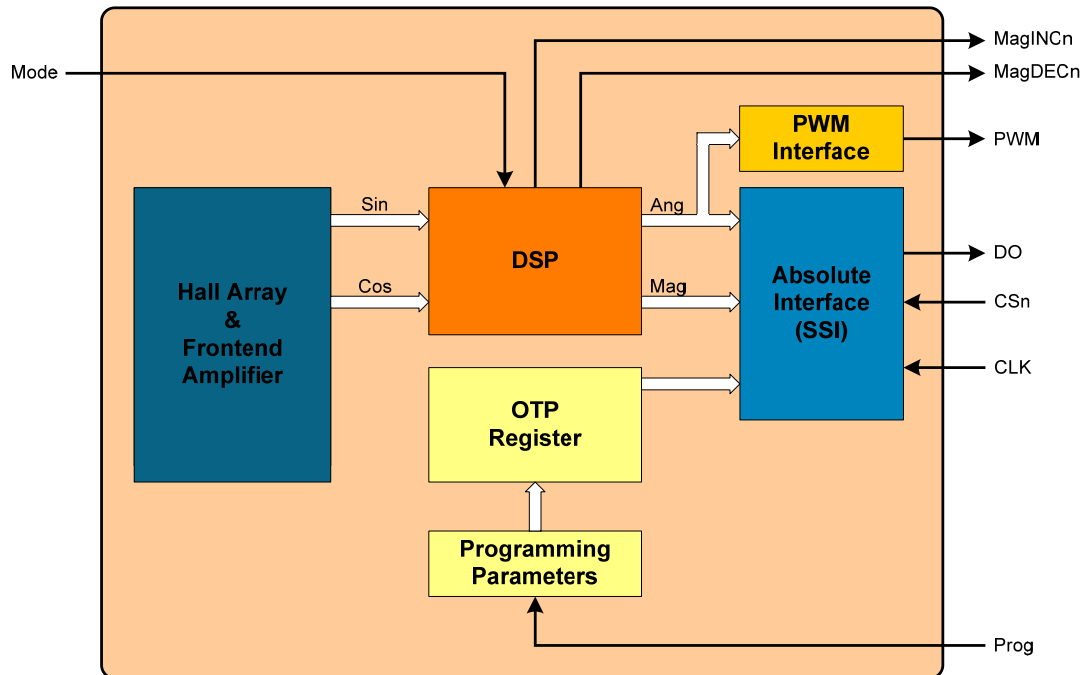 MagINCn
Mode
MagDECn
PWM
Interface
PWM
Sin
Ang
DSP
Cos
Mag
Hall Array
&
Frontend
Amplifier
Absolute
Interface
(SSI)
DO
CSn
CLK
OTP
Register
Programming
Parameters
Prog